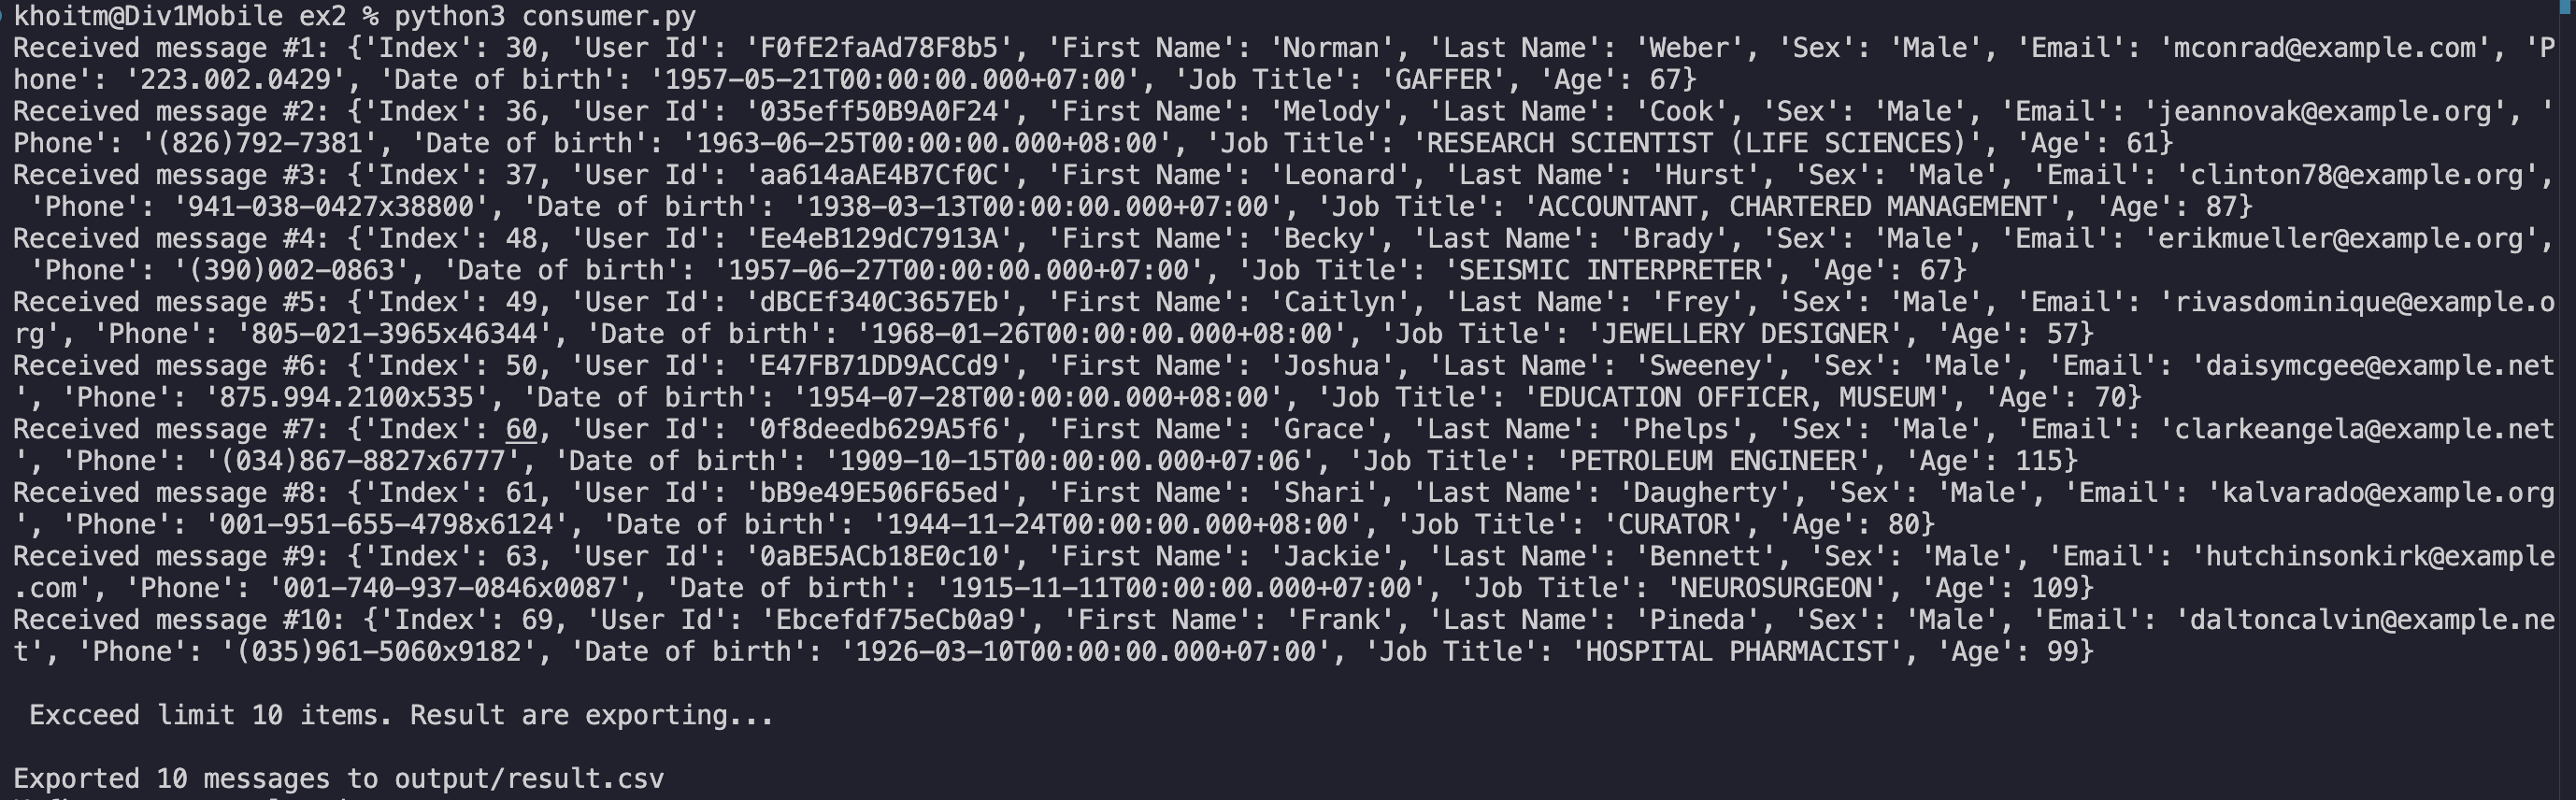 khoitm@Div1Mobile ex2 % python3 consumer.py
Received message #1: {'Index': 30, 'User Id': 'F0fE2faAd78F8b5', 'First Name': 'Norman', 'Last Name': 'Weber', 'Sex': 'Male', 'Email': 'mconrad@example.com', 'P
hone': '223.002.0429', 'Date of birth': '1957-05-21T00:00:00.000+07:00', 'Job Title': 'GAFFER', 'Age': 67}
Received message #2: {'Index': 36, 'User Id': '035eff50B9A0F24', 'First Name': 'Melody', 'Last Name': 'Cook', 'Sex': 'Male', 'Email': 'jeannovak@example.org', '
Phone': '(826)792-7381', 'Date of birth': '1963-06-25T00:00:00.000+08:00', 'Job Title': 'RESEARCH SCIENTIST (LIFE SCIENCES)', 'Age': 61}
Received message #3: {'Index': 37, 'User Id': 'aa614aAE4B7Cf0C', 'First Name': 'Leonard', 'Last Name': 'Hurst', 'Sex': 'Male', 'Email': 'clinton78@example.org',
 'Phone': '941-038-0427x38800', 'Date of birth': '1938-03-13T00:00:00.000+07:00', 'Job Title': 'ACCOUNTANT, CHARTERED MANAGEMENT', 'Age': 87}
Received message #4: {'Index': 48, 'User Id': 'Ee4eB129dC7913A', 'First Name': 'Becky', 'Last Name': 'Brady', 'Sex': 'Male', 'Email': 'erikmueller@example.org',
 'Phone': '(390)002-0863', 'Date of birth': '1957-06-27T00:00:00.000+07:00', 'Job Title': 'SEISMIC INTERPRETER', 'Age': 67}
Received message #5: {'Index': 49, 'User Id': 'dBCEf340C3657Eb', 'First Name': 'Caitlyn', 'Last Name': 'Frey', 'Sex': 'Male', 'Email': 'rivasdominique@example.o
rg', 'Phone': '805-021-3965x46344', 'Date of birth': '1968-01-26T00:00:00.000+08:00', 'Job Title': 'JEWELLERY DESIGNER', 'Age': 57}
Received message #6: {'Index': 50, 'User Id': 'E47FB71DD9ACCd9', 'First Name': 'Joshua', 'Last Name': 'Sweeney', 'Sex': 'Male', 'Email': 'daisymcgee@example.net
', 'Phone': '875.994.2100x535', 'Date of birth': '1954-07-28T00:00:00.000+08:00', 'Job Title': 'EDUCATION OFFICER, MUSEUM', 'Age': 70}
Received message #7: {'Index': 60, 'User Id': '0f8deedb629A5f6', 'First Name': 'Grace', 'Last Name': 'Phelps', 'Sex': 'Male', 'Email': 'clarkeangela@example.net
', 'Phone': '(034)867-8827x6777', 'Date of birth': '1909-10-15T00:00:00.000+07:06', 'Job Title': 'PETROLEUM ENGINEER', 'Age': 115}
Received message #8: {'Index': 61, 'User Id': 'bB9e49E506F65ed', 'First Name': 'Shari', 'Last Name': 'Daugherty', 'Sex': 'Male', 'Email': 'kalvarado@example.org
', 'Phone': '001-951-655-4798x6124', 'Date of birth': '1944-11-24T00:00:00.000+08:00', 'Job Title': 'CURATOR', 'Age': 80}
Received message #9: {'Index': 63, 'User Id': '0aBE5ACb18E0c10', 'First Name': 'Jackie', 'Last Name': 'Bennett', 'Sex': 'Male', 'Email': 'hutchinsonkirk@example
.com', 'Phone': '001-740-937-0846x0087', 'Date of birth': '1915-11-11T00:00:00.000+07:00', 'Job Title': 'NEUROSURGEON', 'Age': 109}
Received message #10: {'Index': 69, 'User Id': 'Ebcefdf75eCb0a9', 'First Name': 'Frank', 'Last Name': 'Pineda', 'Sex': 'Male', 'Email': 'daltoncalvin@example.ne
t', 'Phone': '(035)961-5060x9182', 'Date of birth': '1926-03-10T00:00:00.000+07:00', 'Job Title': 'HOSPITAL PHARMACIST', 'Age': 99}
 Excceed limit 10 items. Result are exporting...
Exported 10 messages to output/result.csv